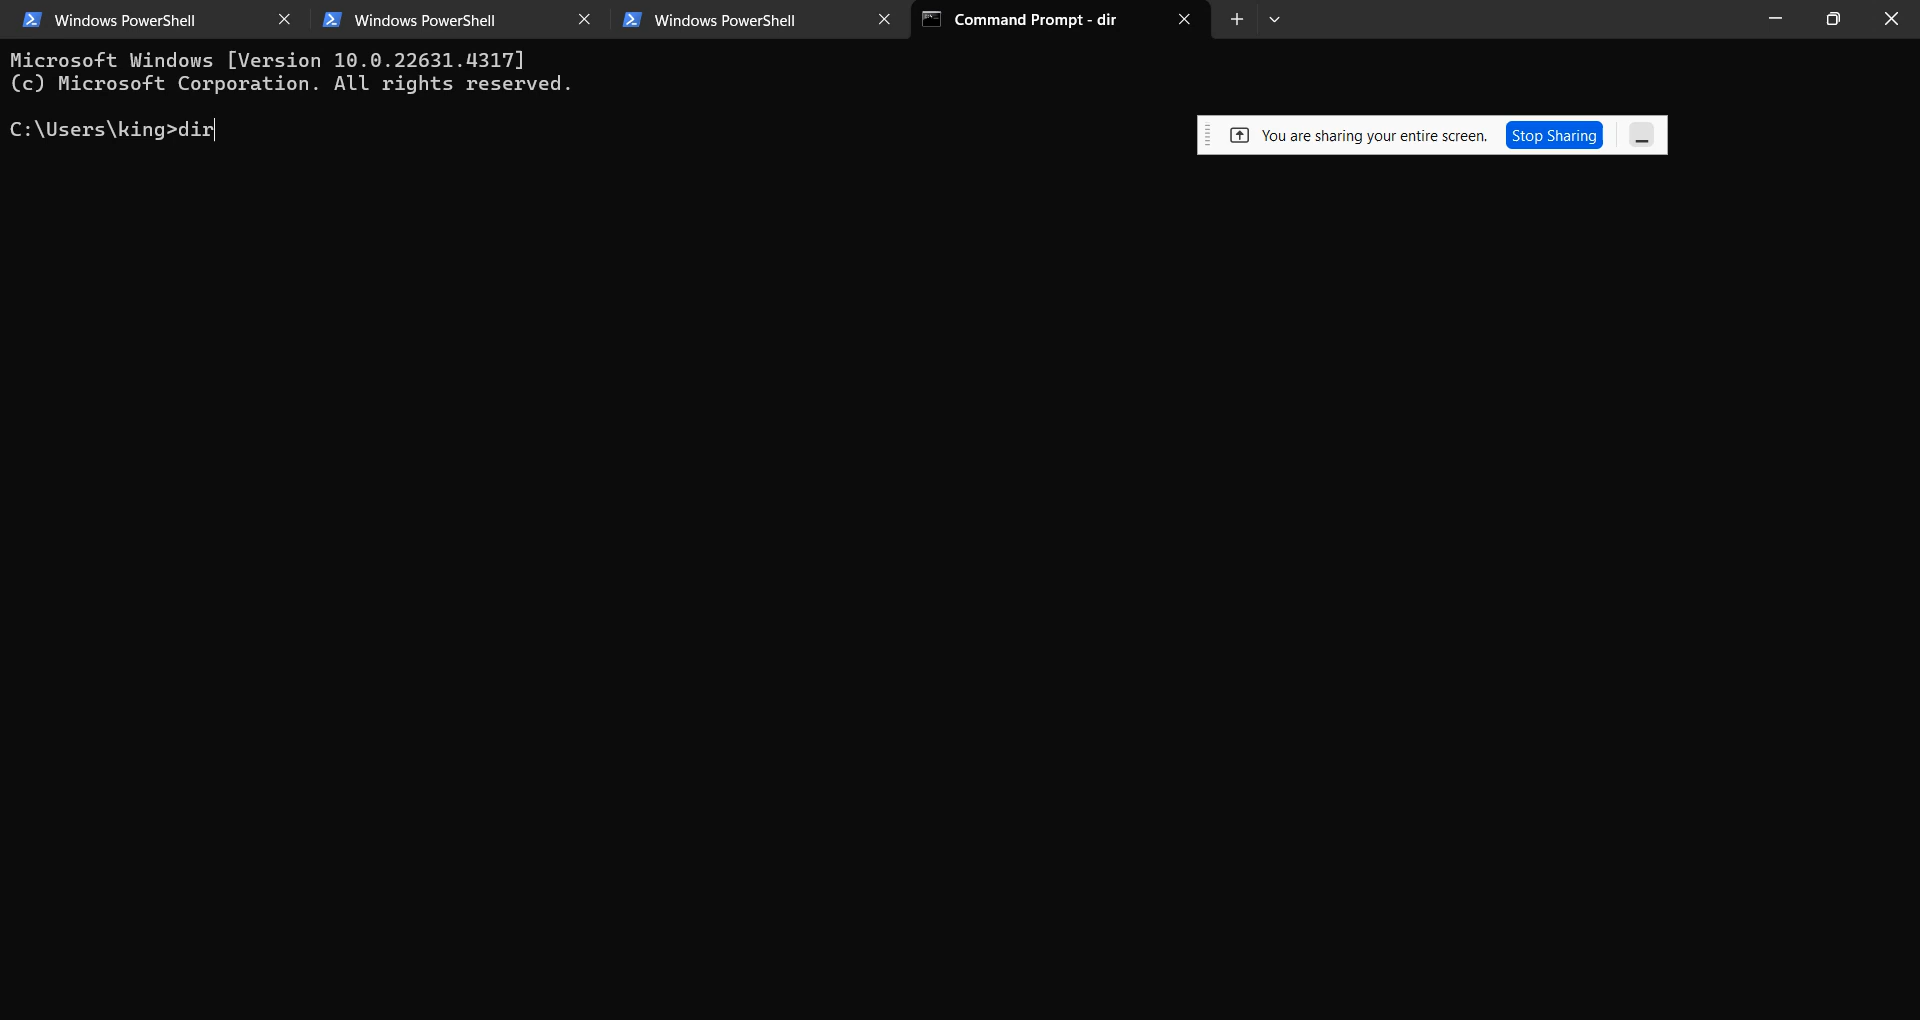 Windows PowerShell
Windows PowerShell
Windows PowerShell
Command Prompt - dir
Microsoft Windows [Version 10.0.22631.4317]
(c) Microsoft Corporation. All rights reserved.
C:\Users\king>dir
You are sharing your entire screen.
Stop Sharing